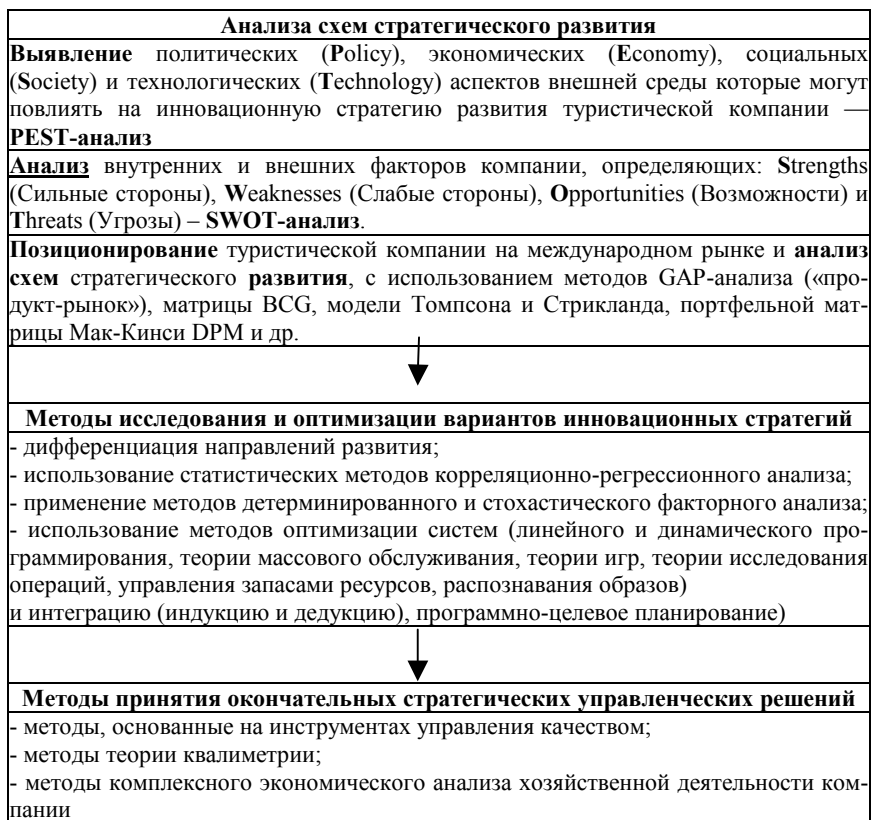 Анализа схем стратегического развития
Выявление политических (Policy), экономических (Economy), социальных
(Society) и технологических (Technology) аспектов внешней среды которые могут
повлиять на инновационную стратегию развития туристической компании —
PEST-анализ
Анализ внутренних и внешних факторов компании, определяющих: Strengths
(Сильные стороны), Weaknesses (Слабые стороны), Opportunities (Возможности) и
Threats (Угрозы) – SWOT-анализ.
Позиционирование туристической компании на международном рынке и анализ
схем стратегического развития, с использованием методов GAP-анализа («про-
дукт-рынок»), матрицы BCG, модели Томпсона и Стрикланда, портфельной мат-
рицы Мак-Кинси DPM и др.
Методы исследования и оптимизации вариантов инновационных стратегий
- дифференциация направлений развития;
- использование статистических методов корреляционно-регрессионного анализа;
- применение методов детерминированного и стохастического факторного анализа;
- использование методов оптимизации систем (линейного и динамического про-
граммирования, теории массового обслуживания, теории игр, теории исследования
операций, управления запасами ресурсов, распознавания образов)
и интеграцию (индукцию и дедукцию), программно-целевое планирование)
Методы принятия окончательных стратегических управленческих решений
- методы, основанные на инструментах управления качеством;
- методы теории квалиметрии;
- методы комплексного экономического анализа хозяйственной деятельности ком-
пании